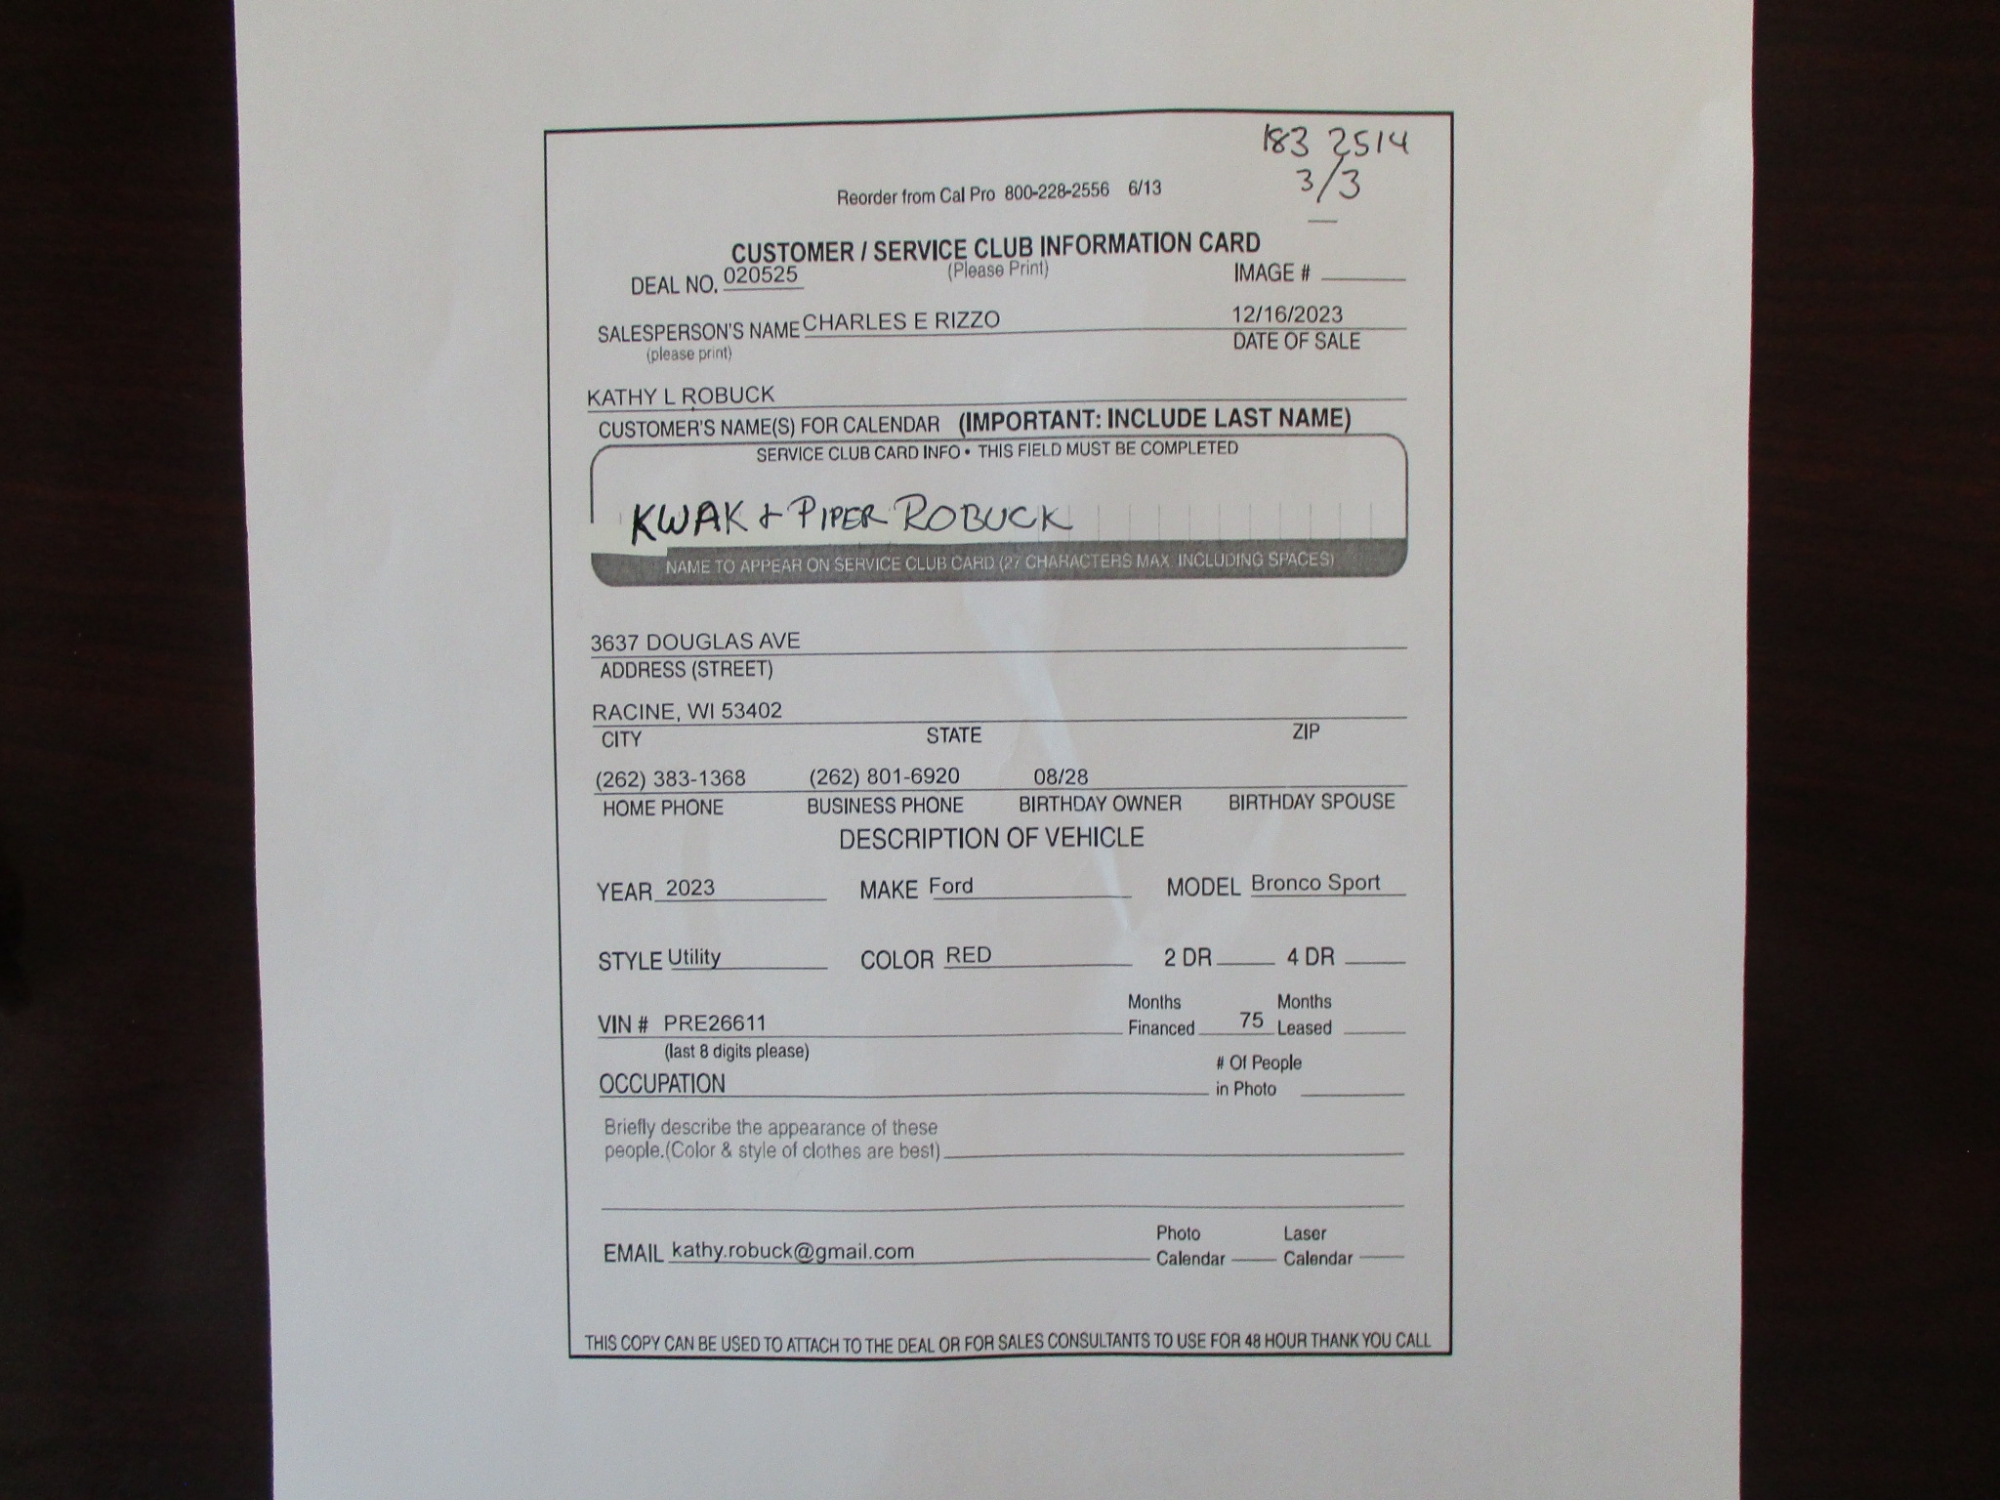 183 2514
3/3
Reorder from Cal Pro 800-228-2556 6/13
CUSTOMER / SERVICE CLUB INFORMATION CARD
(Please Print)
DEAL NO. 020525 IMAGE #
SALESPERSON'S NAME CHARLES E RIZZO 12/16/2023
(please print) DATE OF SALE
KATHY L ROBUCK
CUSTOMER'S NAME(S) FOR CALENDAR (IMPORTANT: INCLUDE LAST NAME)
SERVICE CLUB CARD INFO • THIS FIELD MUST BE COMPLETED
KWAK & PIPER ROBUCK
NAME TO APPEAR ON SERVICE CLUB CARD (27 CHARACTERS MAX. INCLUDING SPACES)
3637 DOUGLAS AVE
ADDRESS (STREET)
RACINE, WI 53402
CITY STATE ZIP
(262) 383-1368 (262) 801-6920 08/28
HOME PHONE BUSINESS PHONE BIRTHDAY OWNER BIRTHDAY SPOUSE
DESCRIPTION OF VEHICLE
YEAR 2023 MAKE Ford MODEL Bronco Sport
STYLE Utility COLOR RED 2 DR 4 DR
Months Months
VIN # PRE26611 Financed 75 Leased
(last 8 digits please)
# Of People
OCCUPATION in Photo
Briefly describe the appearance of these
people.(Color & style of clothes are best)
Photo Laser
EMAIL kathy.robuck@gmail.com Calendar Calendar
THIS COPY CAN BE USED TO ATTACH TO THE DEAL OR FOR SALES CONSULTANTS TO USE FOR 48 HOUR THANK YOU CALL